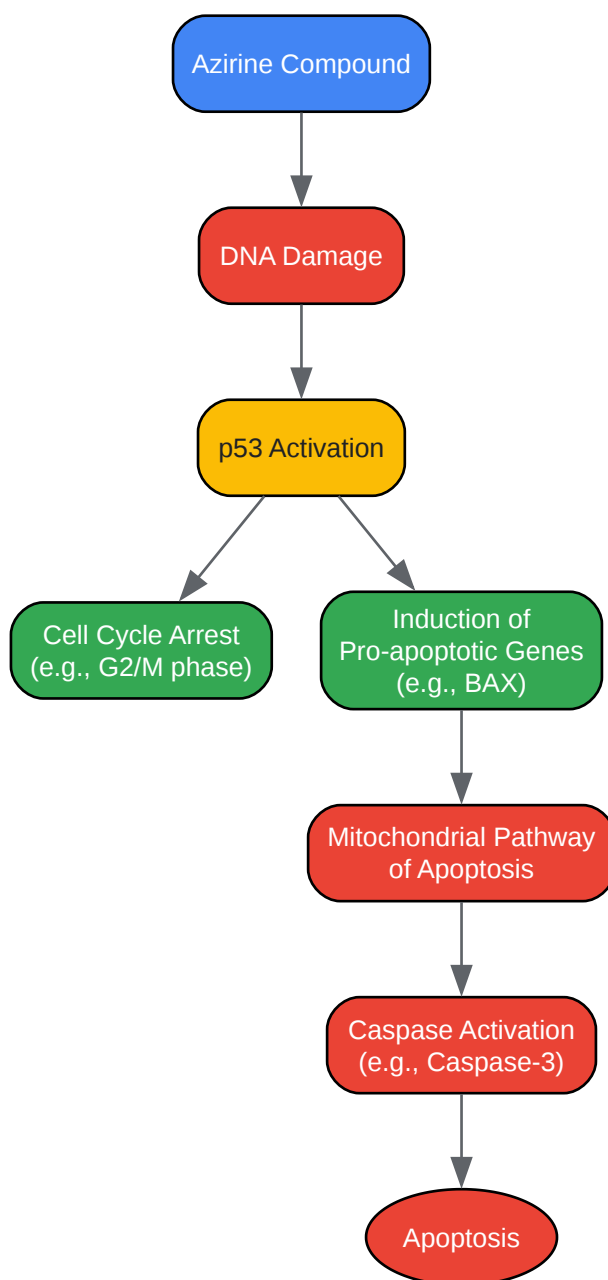 Azirine Compound
DNA Damage
p53 Activation
Cell Cycle Arrest
(e.g., G2/M phase)
Induction of
Pro-apoptotic Genes
(e.g., BAX)
Mitochondrial Pathway
of Apoptosis
Caspase Activation
(e.g., Caspase-3)
Apoptosis